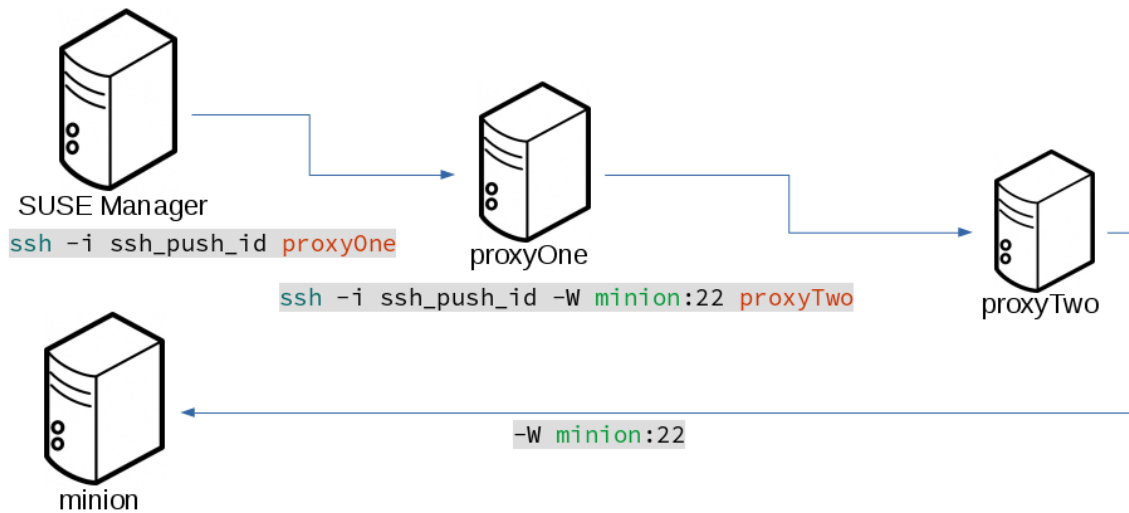 SUSE Manager
ssh -i ssh_push_id proxyOne
proxyOne
ssh -i ssh_push_id -W minion:22 proxyTwo
proxyTwo
-W minion:22
minion